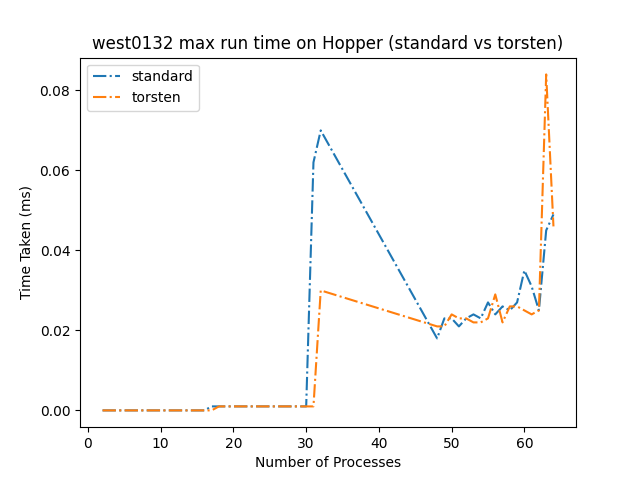 west0132 max run time on Hopper (standard vs torsten)
standard
torsten
Time Taken (ms)
0.08
0.06
0.04
0.02
0.00
0 10 20 30 40 50 60
Number of Processes